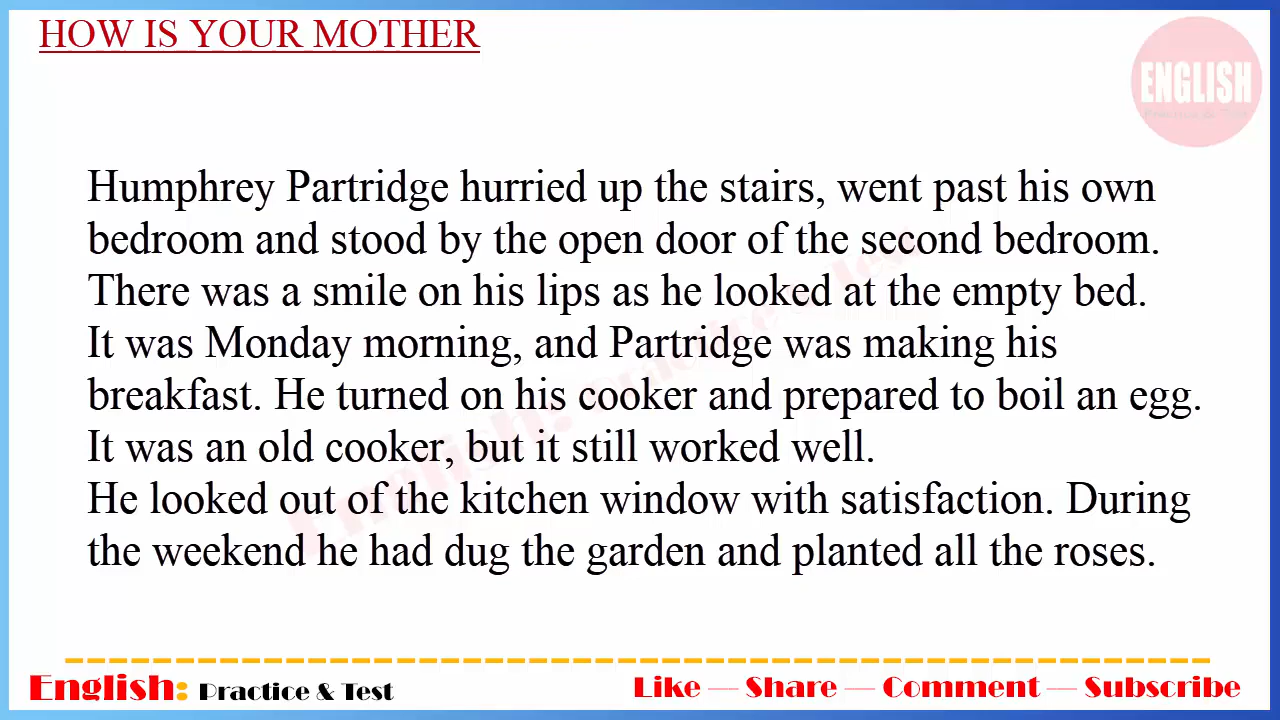 HOW IS YOUR MOTHER
ENGLISH
Practice & Test
Humphrey Partridge hurried up the stairs, went past his own
bedroom and stood by the open door of the second bedroom.
There was a smile on his lips as he looked at the empty bed.
It was Monday morning, and Partridge was making his
breakfast. He turned on his cooker and prepared to boil an egg.
It was an old cooker, but it still worked well.
He looked out of the kitchen window with satisfaction. During
the weekend he had dug the garden and planted all the roses.
English: Practice & Test
English: Practice & Test
Like — Share — Comment — Subscribe